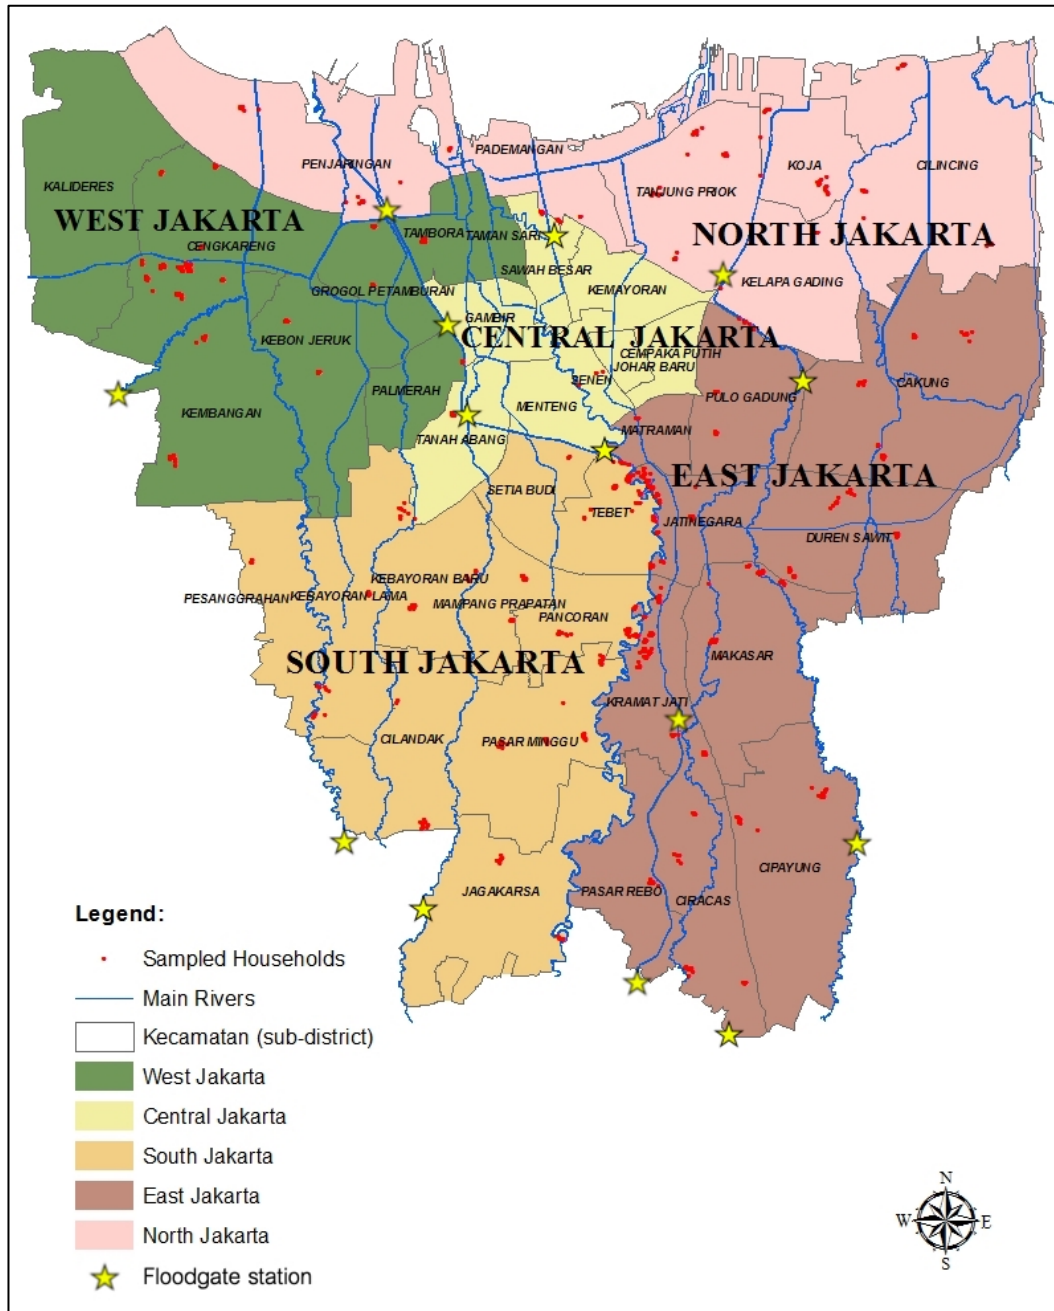 PENJARINGAN
PADEMANGAN
KOJA
CILINCING
TANJUNG PRIOK
KALIDERES
WEST JAKARTA
TAMBORA
TAMAN SARI
NORTH JAKARTA
CENGKARENG
SAWAH BESAR
KEMAYORAN
KELAPA GADING
GROGOL PETAMBURAN
GAMBIR
CENTRAL JAKARTA
KEBON JERUK
CEMPAKA PUTIH
JOHAR BARU
SENEN
CAKUNG
PALMERAH
PULO GADUNG
KEMBANGAN
MENTENG
MATRAMAN
TANAH ABANG
EAST JAKARTA
SETIA BUDI
TEBET
JATINEGARA
DUREN SAWIT
KEBAYORAN BARU
PESANGGRAHAN
KEBAYORAN LAMA
MAMPANG PRAPATAN
PANCORAN
SOUTH JAKARTA
MAKASAR
KRAMAT JATI
CILANDAK
PASAR MINGGU
CIPAYUNG
JAGAKARSA
PASAR REBO
CIRACAS
Legend:
Sampled Households
Main Rivers
Kecamatan (sub-district)
West Jakarta
Central Jakarta
South Jakarta
East Jakarta
North Jakarta
Floodgate station
N
W
E
S